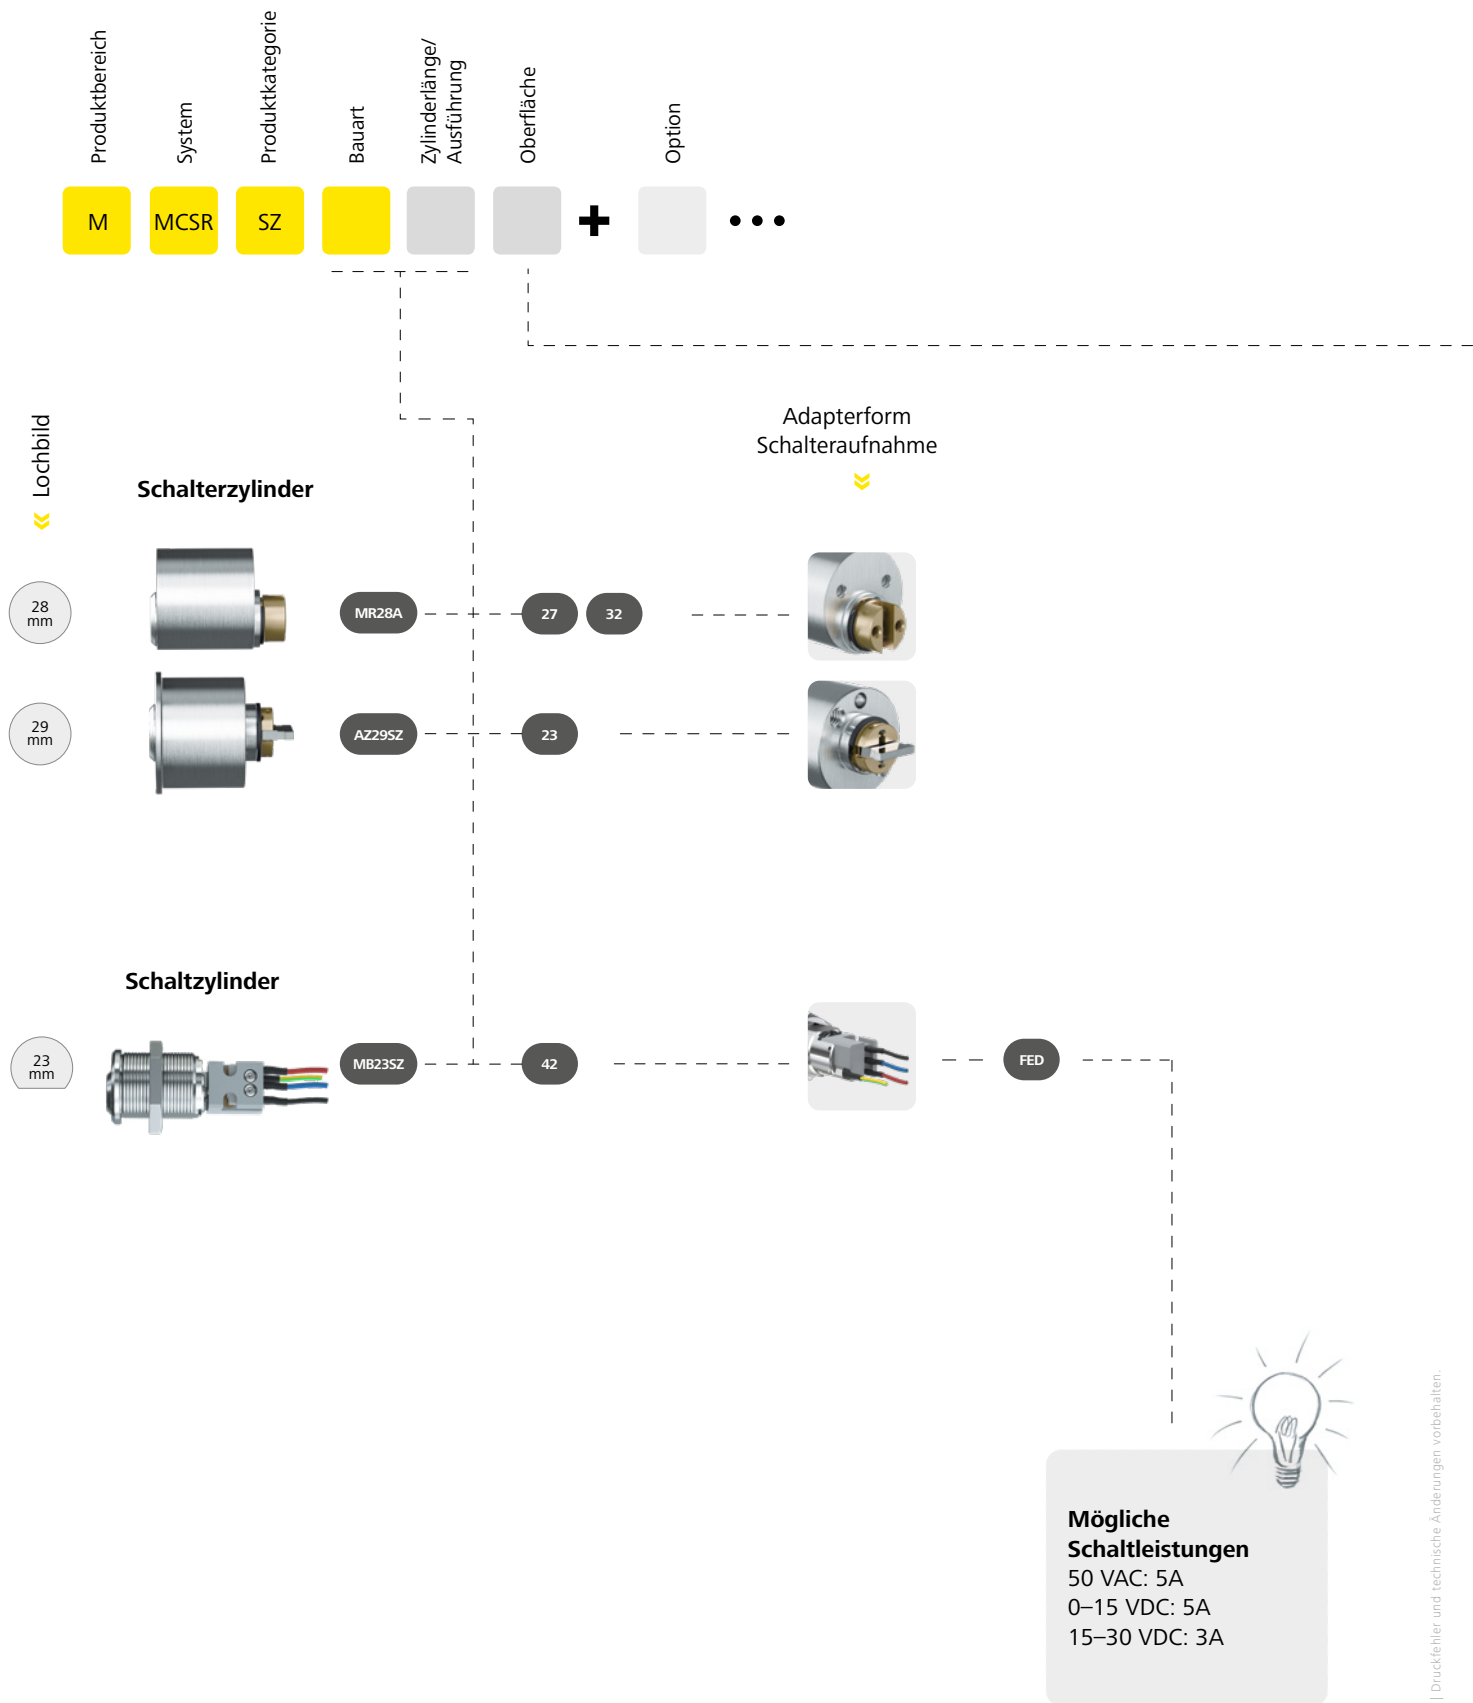 Produktbereich
System
Produktkategorie
Bauart
Zylinderlänge/
Ausführung
Oberfläche
Option
M
MCSR
SZ
+
•••
Lochbild
Adapterform
Schalteraufnahme
Schalterzylinder
28
mm
MR28A
27
32
29
mm
AZ29SZ
23
Schaltzylinder
23
mm
MB23SZ
42
FED
Mögliche
Schaltleistungen
50 VAC: 5A
0–15 VDC: 5A
15–30 VDC: 3A
| Druckfehler und technische Änderungen vorbehalten.